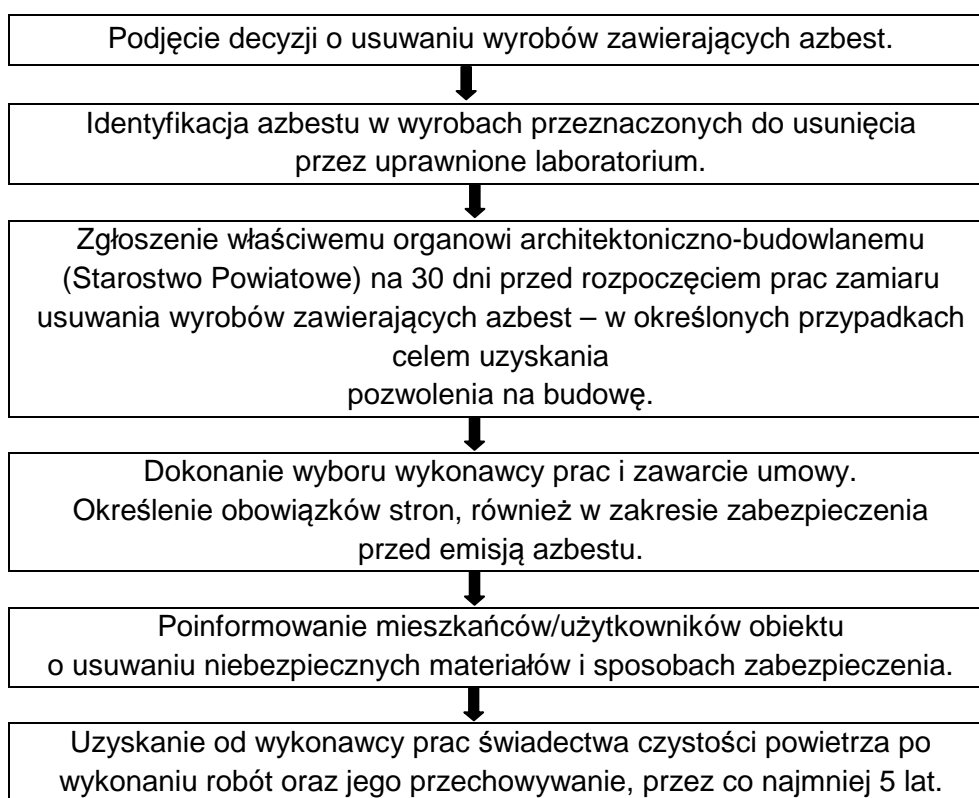 Podjęcie decyzji o usuwaniu wyrobów zawierających azbest.
Identyfikacja azbestu w wyrobach przeznaczonych do usunięcia
przez uprawnione laboratorium.
Zgłoszenie właściwemu organowi architektoniczno-budowlanemu
(Starostwo Powiatowe) na 30 dni przed rozpoczęciem prac zamiaru
usuwania wyrobów zawierających azbest – w określonych przypadkach
celem uzyskania
pozwolenia na budowę.
Dokonanie wyboru wykonawcy prac i zawarcie umowy.
Określenie obowiązków stron, również w zakresie zabezpieczenia
przed emisją azbestu.
Poinformowanie mieszkańców/użytkowników obiektu
o usuwaniu niebezpiecznych materiałów i sposobach zabezpieczenia.
Uzyskanie od wykonawcy prac świadectwa czystości powietrza po
wykonaniu robót oraz jego przechowywanie, przez co najmniej 5 lat.